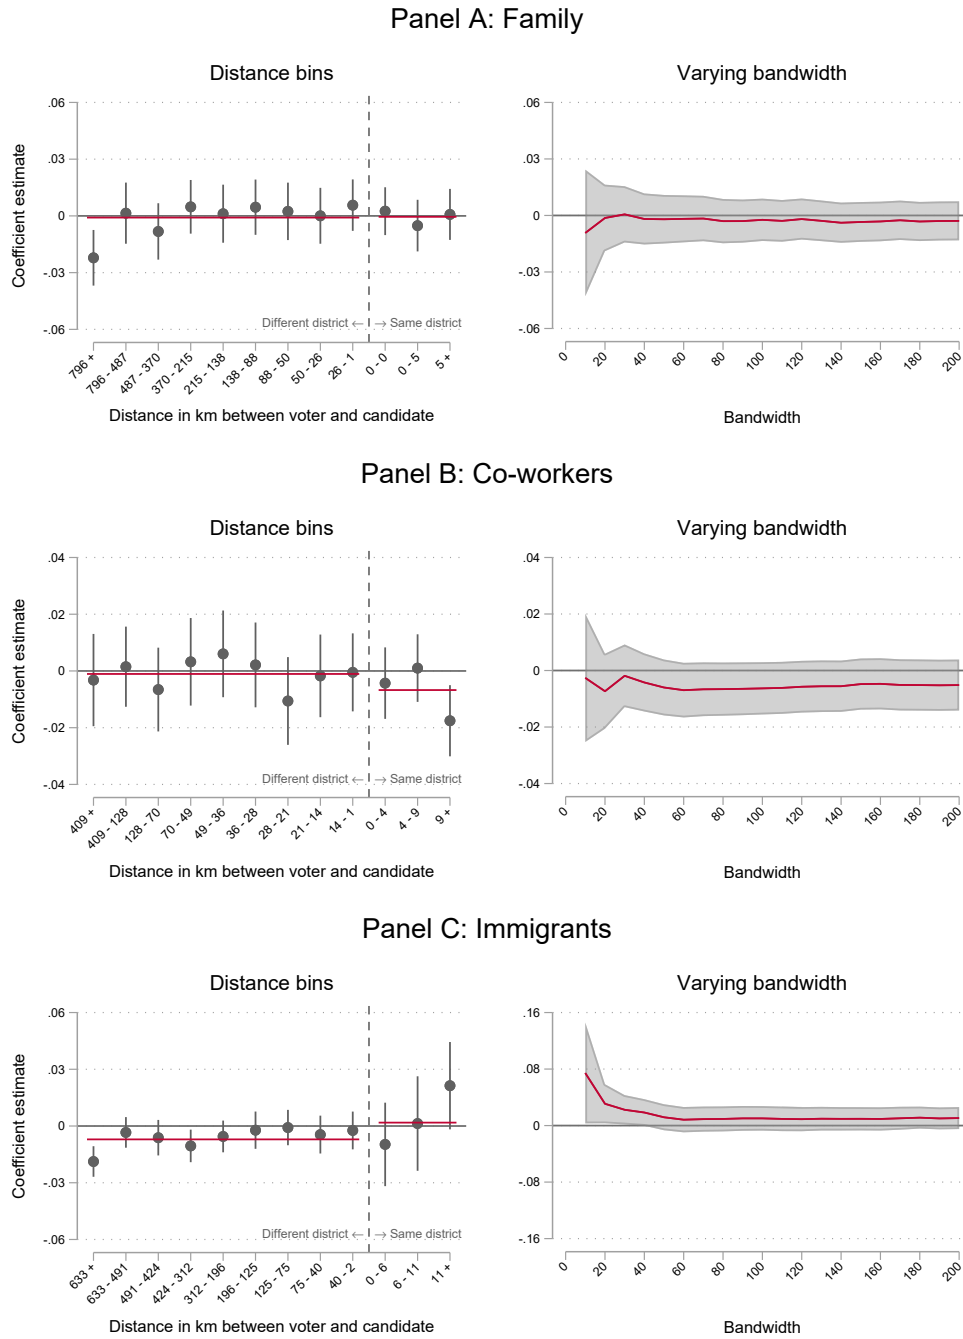 Panel A: Family
Distance bins
Coefficient estimate
.06
.03
0
-.03
-.06
Different district ← → Same district
796 +
796 - 487
487 - 370
370 - 215
215 - 138
138 - 88
88 - 50
50 - 26
26 - 1
0 - 0
0 - 5
5 +
Distance in km between voter and candidate
Varying bandwidth
.06
.03
0
-.03
-.06
0
20
40
60
80
100
120
140
160
180
200
Bandwidth
Panel B: Co-workers
Distance bins
Coefficient estimate
.04
.02
0
-.02
-.04
Different district ← → Same district
409 +
409 - 128
128 - 70
70 - 49
49 - 36
36 - 28
28 - 21
21 - 14
14 - 1
0 - 4
4 - 9
9 +
Distance in km between voter and candidate
Varying bandwidth
.04
.02
0
-.02
-.04
0
20
40
60
80
100
120
140
160
180
200
Bandwidth
Panel C: Immigrants
Distance bins
Coefficient estimate
.06
.03
0
-.03
-.06
Different district ← → Same district
633 +
633 - 491
491 - 424
424 - 312
312 - 196
196 - 125
125 - 75
75 - 40
40 - 2
0 - 6
6 - 11
11 +
Distance in km between voter and candidate
Varying bandwidth
.16
.08
0
-.08
-.16
0
20
40
60
80
100
120
140
160
180
200
Bandwidth